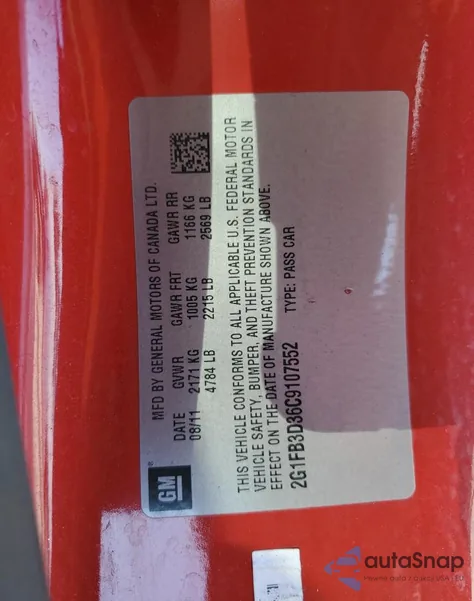 GM
MFD BY GENERAL MOTORS OF CANADA LTD.
DATE GVWR GAWR FRT GAWR RR
08/11 2171 KG 1005 KG 1166 KG
4784 LB 2215 LB 2569 LB
THIS VEHICLE CONFORMS TO ALL APPLICABLE U.S. FEDERAL MOTOR
VEHICLE SAFETY, BUMPER, AND THEFT PREVENTION STANDARDS IN
EFFECT ON THE DATE OF MANUFACTURE SHOWN ABOVE.
2G1FB3D36C9107552 TYPE: PASS CAR
autaSnap